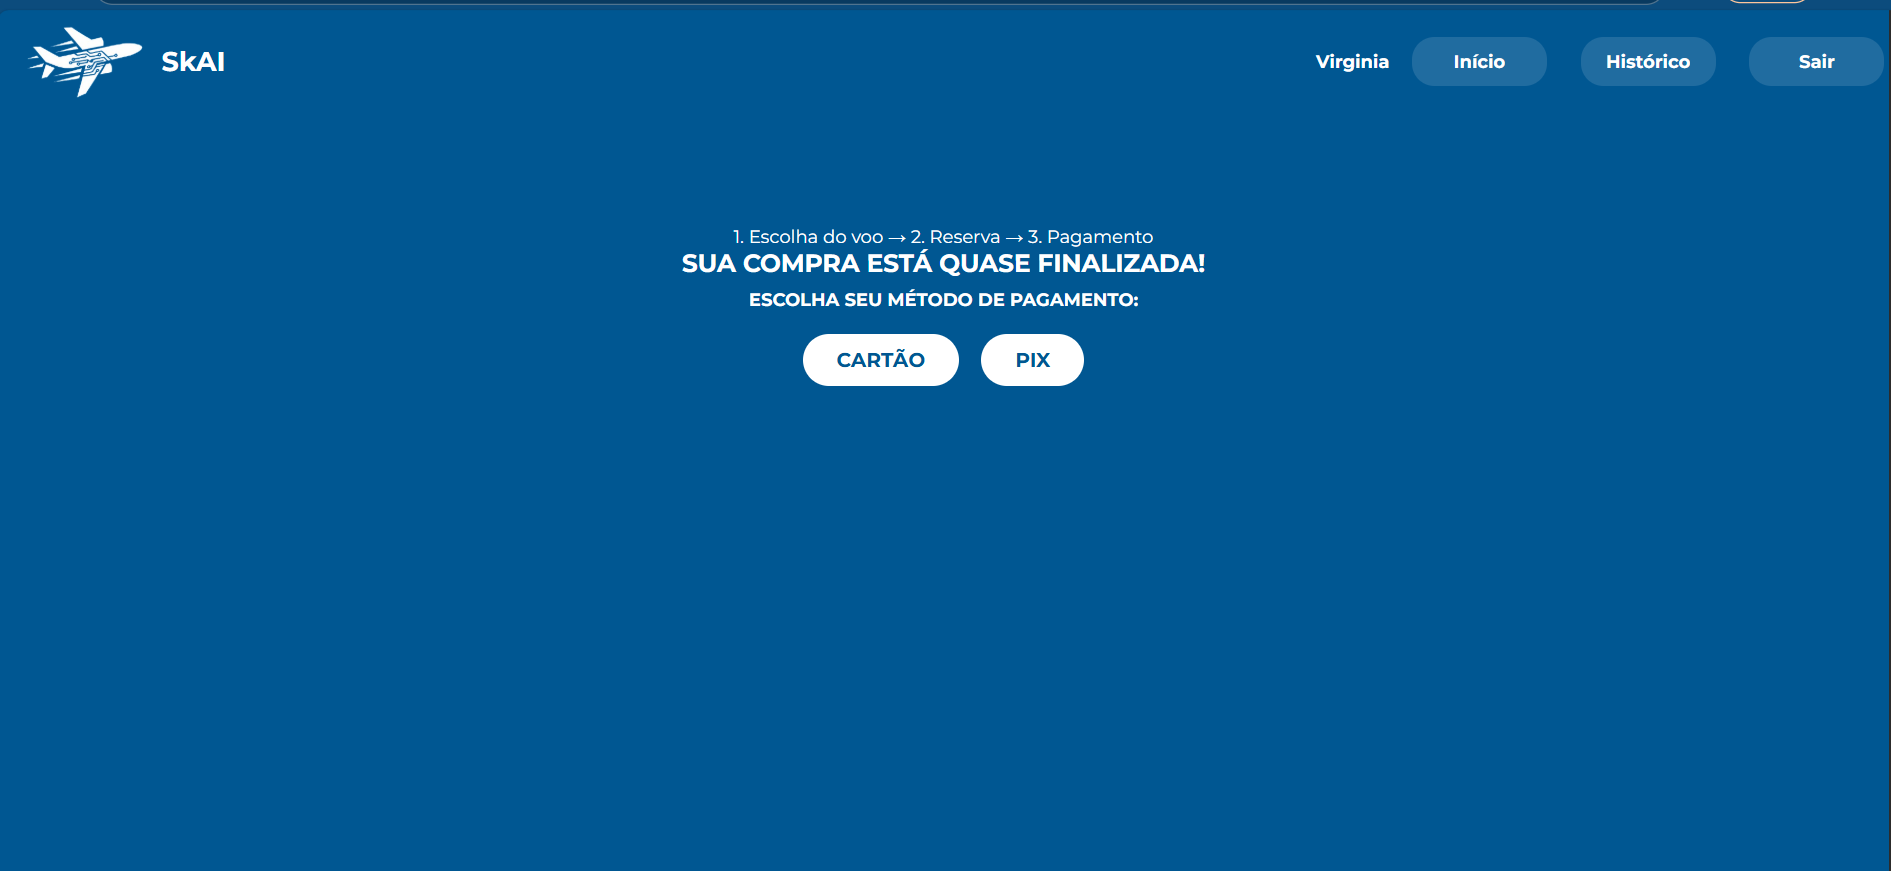 SkAI
Virginia Início Histórico Sair
1. Escolha do voo → 2. Reserva → 3. Pagamento
SUA COMPRA ESTÁ QUASE FINALIZADA!
ESCOLHA SEU MÉTODO DE PAGAMENTO:
CARTÃO PIX